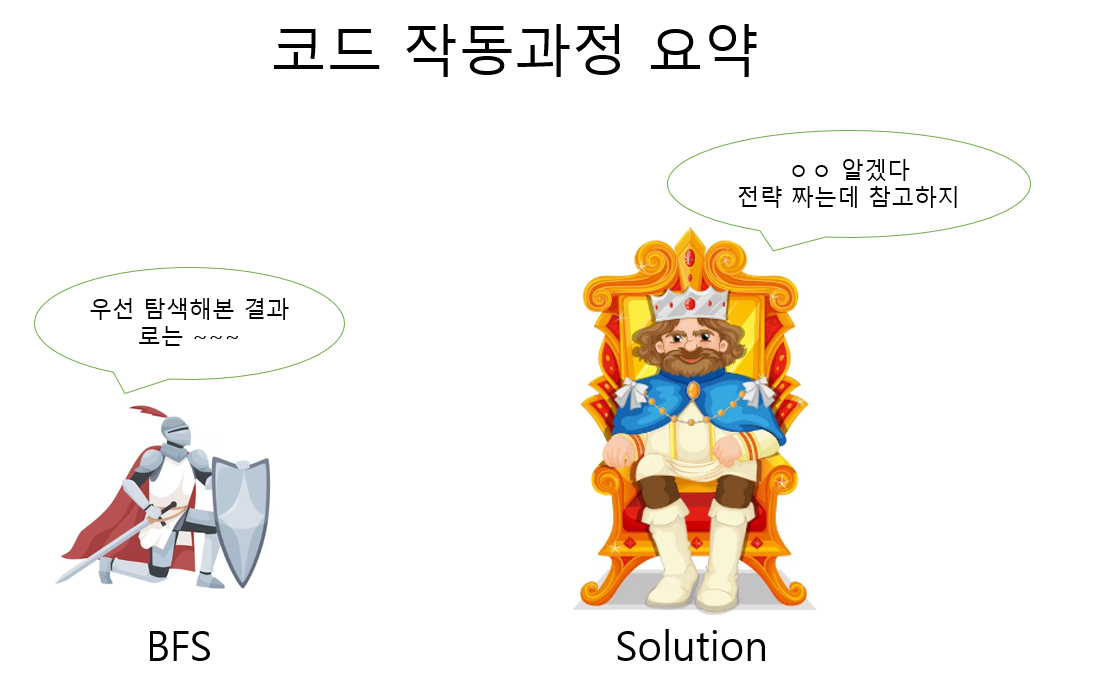 코드 작동과정 요약
ㅇㅇ 알겠다
전략 짜는데 참고하지
우선 탐색해본 결과
로는 ~~~
BFS
Solution